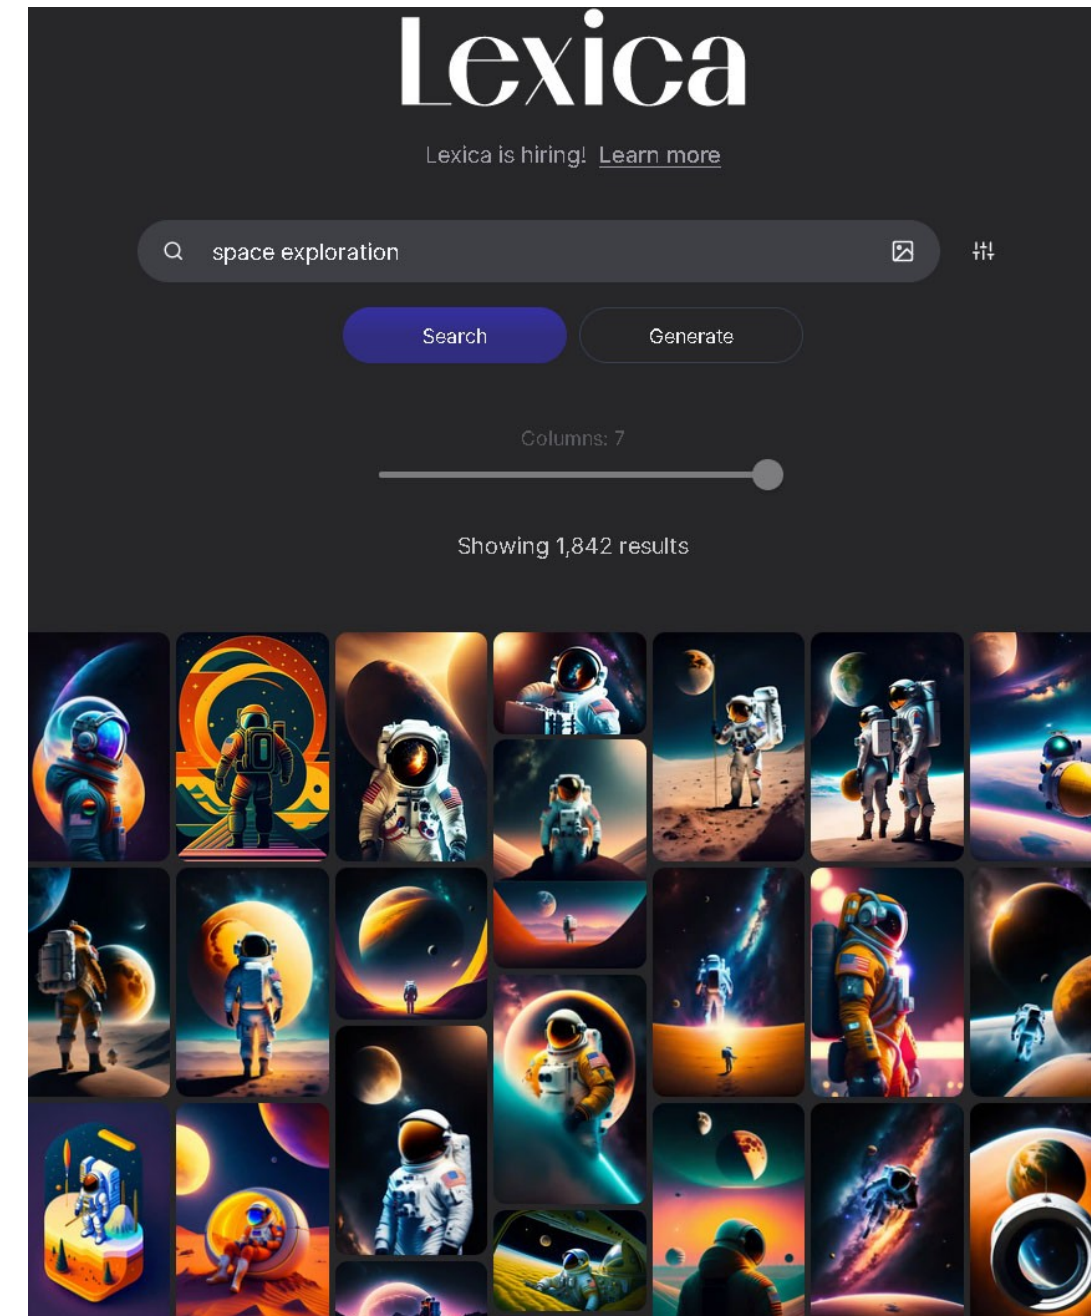 Lexica
Lexica is hiring! Learn more
space exploration
Search Generate
Columns: 7
Showing 1,842 results